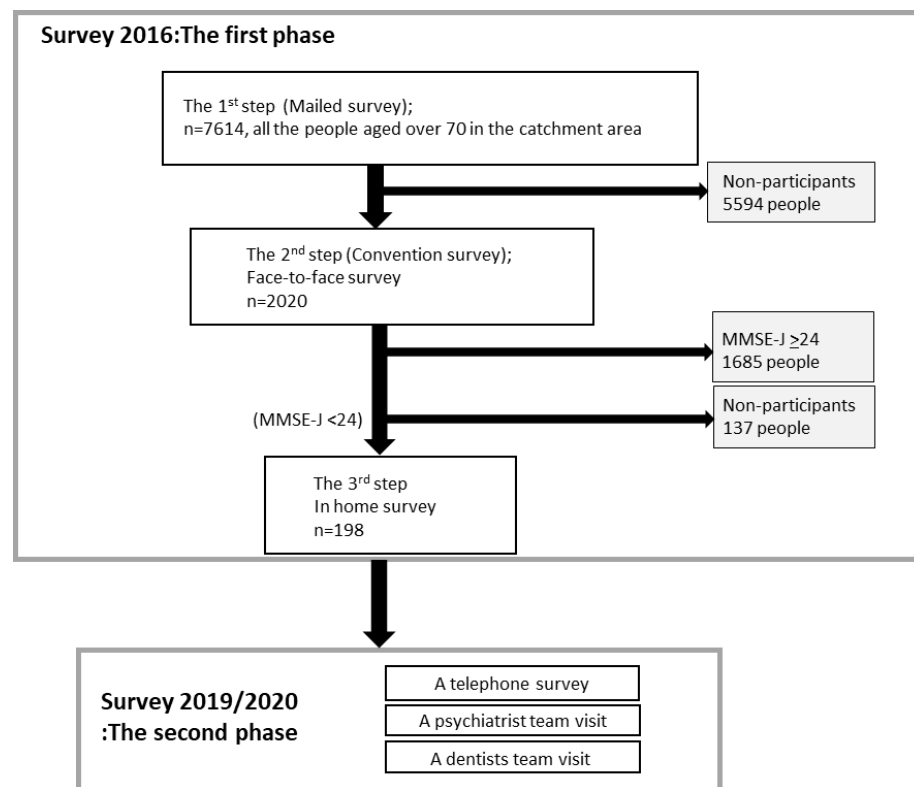 Survey 2016:The first phase
The 1st step (Mailed survey);
n=7614, all the people aged over 70 in the catchment area
Non-participants
5594 people
The 2nd step (Convention survey);
Face-to-face survey
n=2020
MMSE-J ≥24
1685 people
(MMSE-J <24)
Non-participants
137 people
The 3rd step
In home survey
n=198
Survey 2019/2020
:The second phase
A telephone survey
A psychiatrist team visit
A dentists team visit